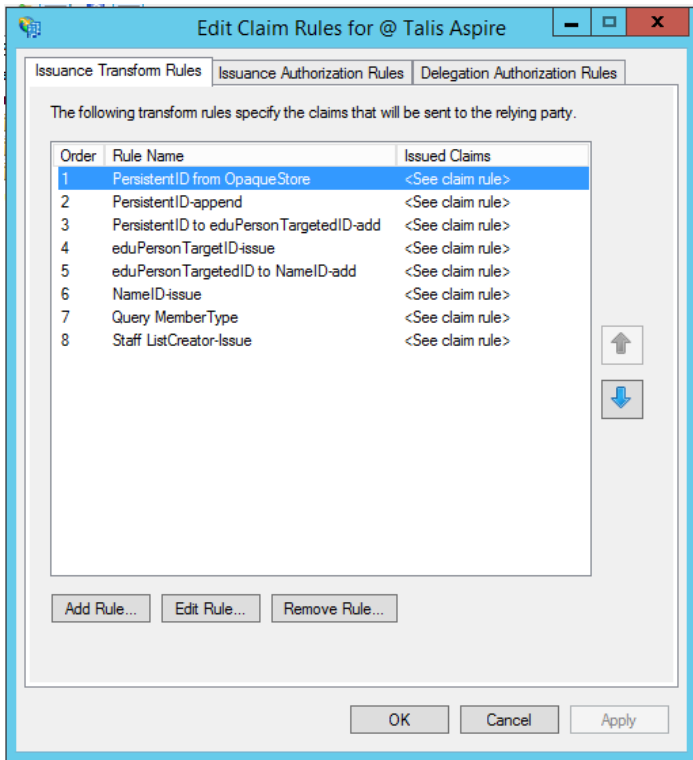 Edit Claim Rules for @ Talis Aspire
Issuance Transform Rules Issuance Authorization Rules Delegation Authorization Rules
The following transform rules specify the claims that will be sent to the relying party.
Order Rule Name Issued Claims
1 PersistentID from OpaqueStore <See claim rule>
2 PersistentID-append <See claim rule>
3 PersistentID to eduPersonTargetedID-add <See claim rule>
4 eduPersonTargetID-issue <See claim rule>
5 eduPersonTargetedID to NameID-add <See claim rule>
6 NameID-issue <See claim rule>
7 Query MemberType <See claim rule>
8 Staff ListCreator-Issue <See claim rule>
Add Rule... Edit Rule... Remove Rule...
OK Cancel Apply